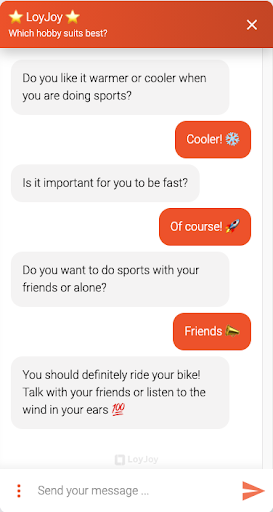 ⭐ LoyJoy ⭐
Which hobby suits best?
Do you like it warmer or cooler when
you are doing sports?
Cooler! ❄️
Is it important for you to be fast?
Of course! 🚀
Do you want to do sports with your
friends or alone?
Friends 📣
You should definitely ride your bike!
Talk with your friends or listen to the
wind in your ears 💯
LoyJoy
Send your message ...